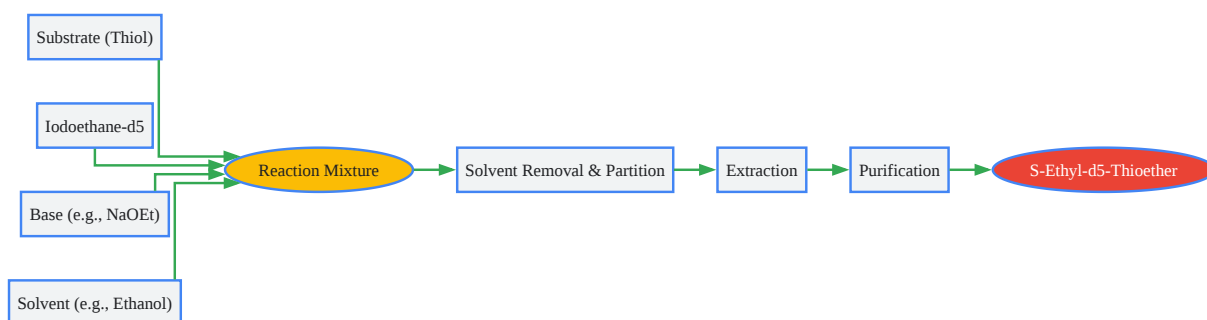 Substrate (Thiol)
Iodoethane-d5
Base (e.g., NaOEt)
Solvent (e.g., Ethanol)
Reaction Mixture
Solvent Removal & Partition
Extraction
Purification
S-Ethyl-d5-Thioether